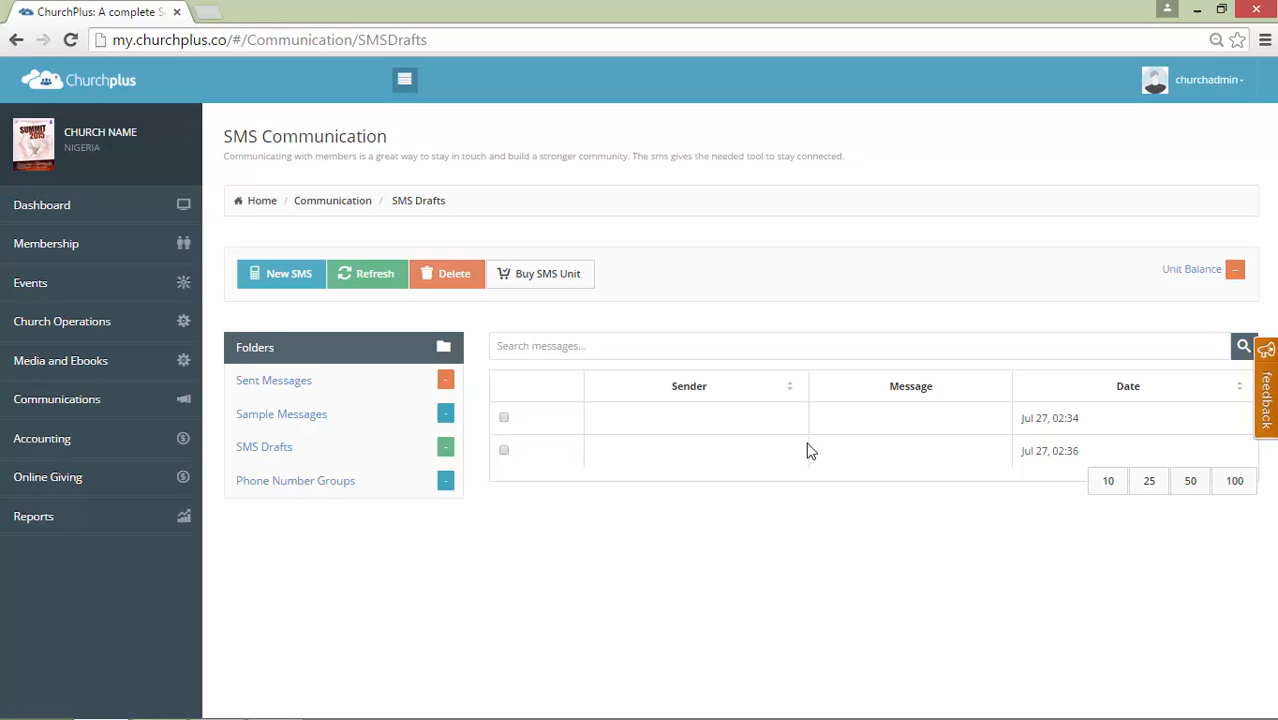 ChurchPlus: A complete S
my.churchplus.co/#/Communication/SMSDrafts
Churchplus
churchadmin
SUMMIT
2015
CHURCH NAME
NIGERIA
Dashboard
Membership
Events
Church Operations
Media and Ebooks
Communications
Accounting
Online Giving
Reports
SMS Communication
Communicating with members is a great way to stay in touch and build a stronger community. The sms gives the needed tool to stay connected.
Home / Communication / SMS Drafts
New SMS Refresh Delete Buy SMS Unit
Unit Balance --
Folders
Sent Messages -
Sample Messages -
SMS Drafts -
Phone Number Groups -
Search messages...
Sender Message Date
Jul 27, 02:34
Jul 27, 02:36
10 25 50 100
feedback